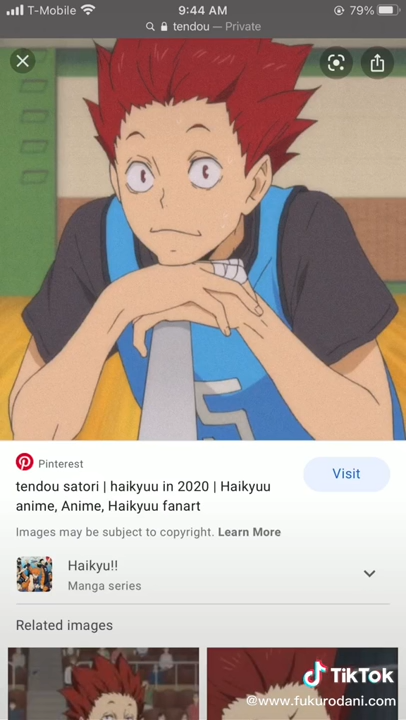 T-Mobile 9:44 AM 79%
tendou — Private
Pinterest
tendou satori | haikyuu in 2020 | Haikyuu
anime, Anime, Haikyuu fanart
Visit
Images may be subject to copyright. Learn More
Haikyu!!
Manga series
Related images
TikTok
@www.fukurodani.com